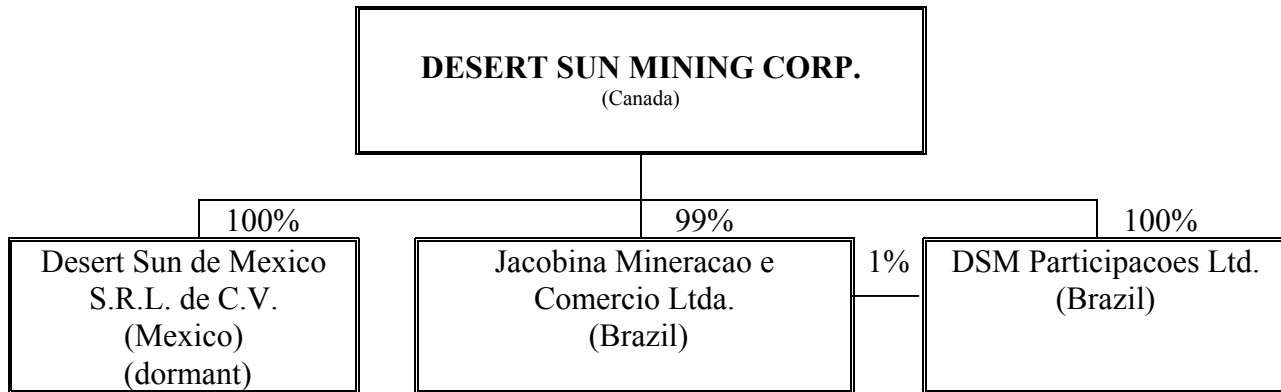 DESERT SUN MINING CORP.
(Canada)
100%
99%
100%
Desert Sun de Mexico
S.R.L. de C.V.
(Mexico)
(dormant)
Jacobina Mineracao e
Comercio Ltda.
(Brazil)
1%
DSM Participacoes Ltd.
(Brazil)